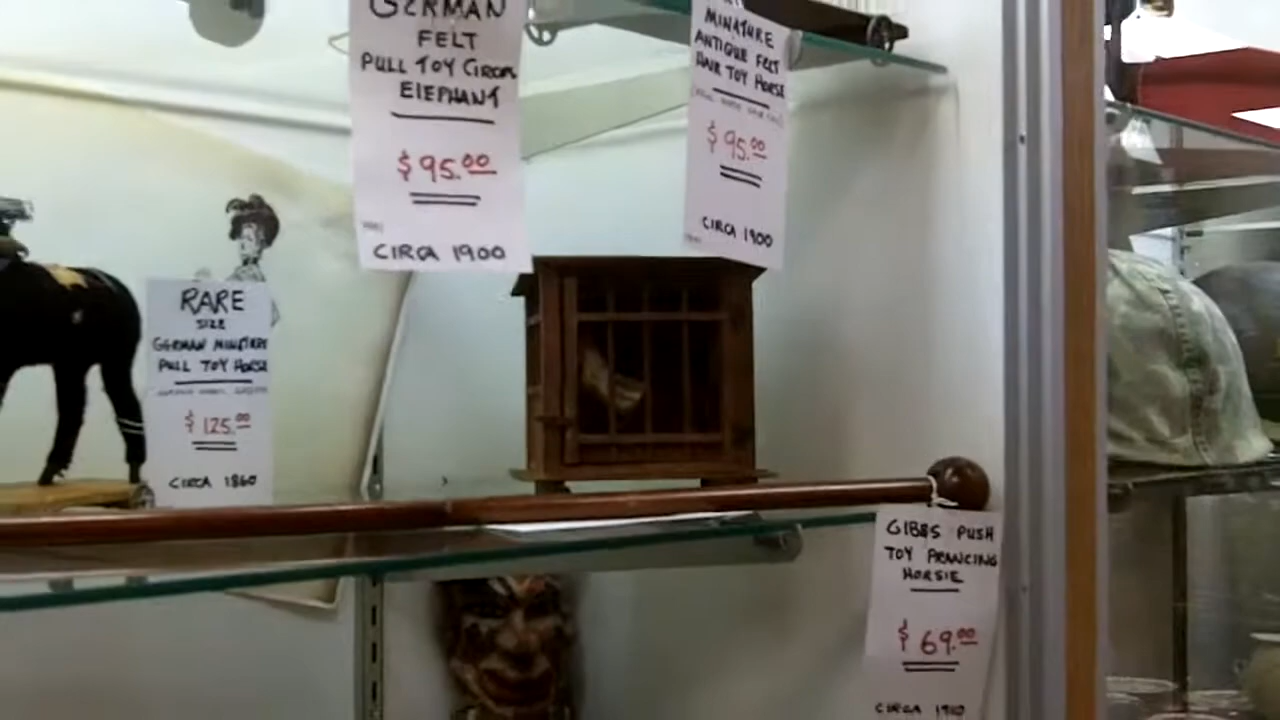 GERMAN
FELT
PULL TOY CIRCUS
ElEPHANT
$95.00
CIRCA 1900
MINATURE
ANTIQUE FELT
HAIR TOY HORSE
$95.00
CIRCA 1900
RARE
SIZE
GERMAN MINATURE
PULL TOY HORSE
$125.00
CIRCA 1860
GIBBS PUSH
TOY PRANCING
HORSIE
$69.00
CIRCA 1910